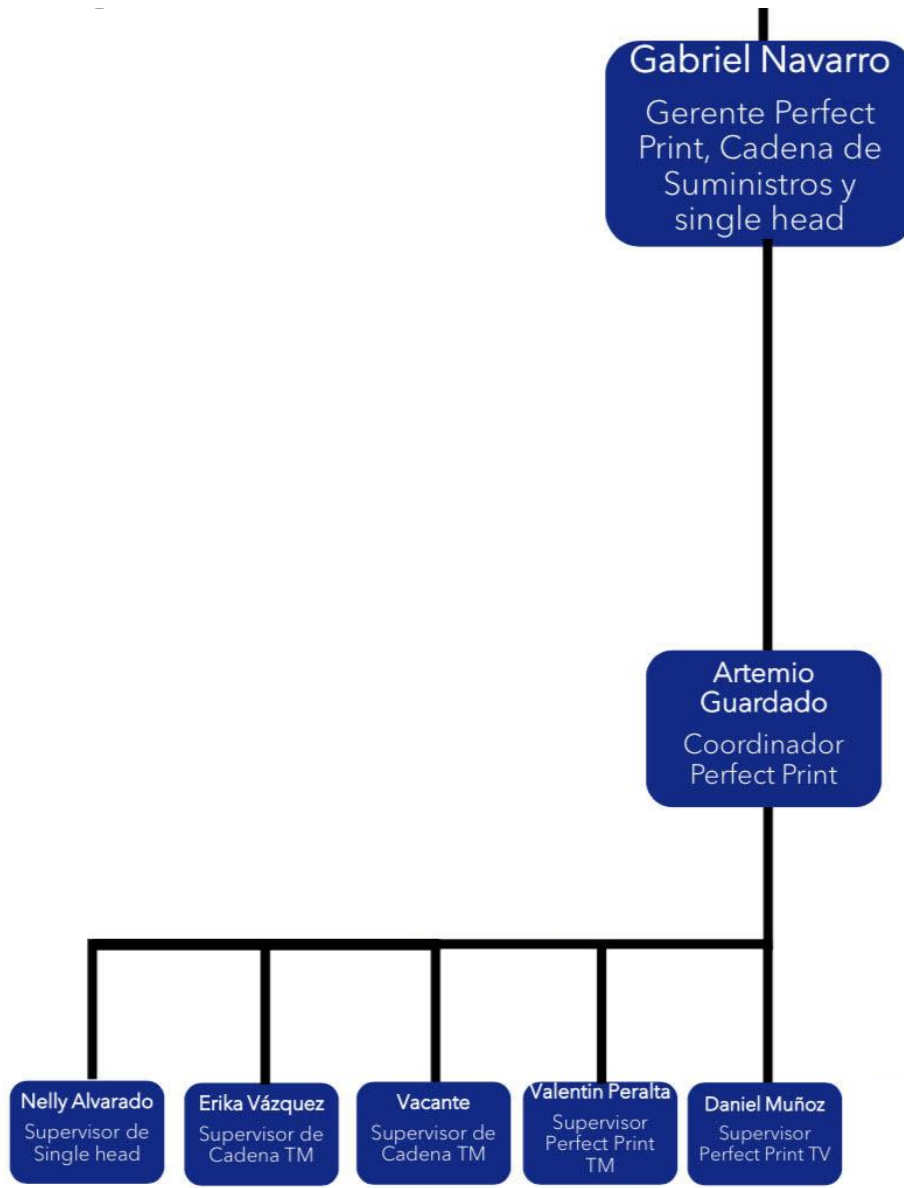 Gabriel Navarro
Gerente Perfect
Print, Cadena de
Suministros y
single head
Artemio
Guardado
Coordinador
Perfect Print
Nelly Alvarado
Supervisor de
Single head
Erika Vázquez
Supervisor de
Cadena TM
Vacante
Supervisor de
Cadena TM
Valentin Peralta
Supervisor
Perfect Print
TM
Daniel Muñoz
Supervisor
Perfect Print TV